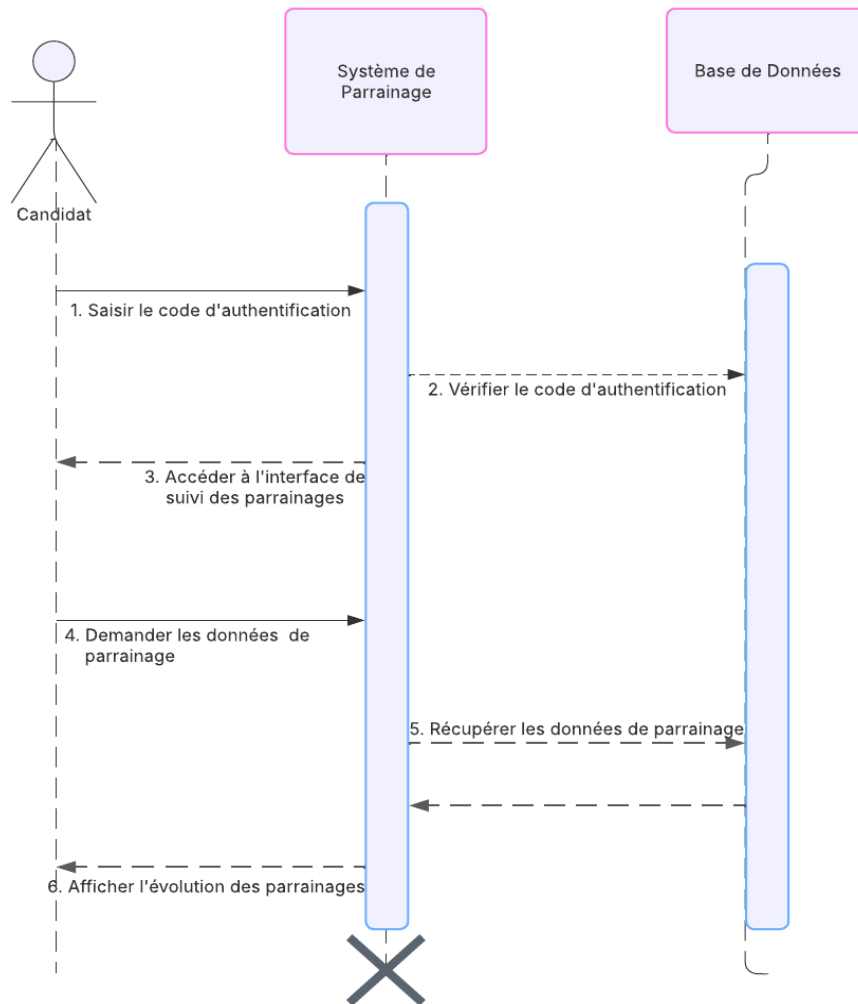 Système de
Parrainage
Base de Données
Candidat
1. Saisir le code d'authentification
2. Vérifier le code d'authentification
3. Accéder à l'interface de
suivi des parrainages
4. Demander les données de
parrainage
5. Récupérer les données de parrainage
6. Afficher l'évolution des parrainages